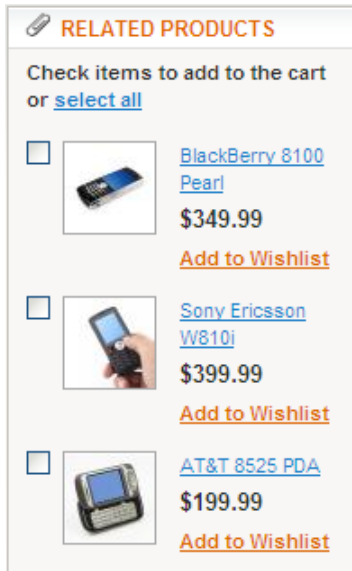 RELATED PRODUCTS
Check items to add to the cart
or select all
BlackBerry 8100
Pearl
$349.99
Add to Wishlist
Sony Ericsson
W810i
$399.99
Add to Wishlist
AT&T 8525 PDA
$199.99
Add to Wishlist